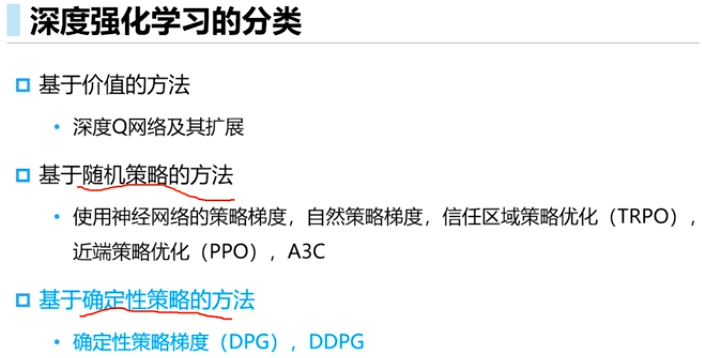 深度强化学习的分类
基于价值的方法
• 深度Q网络及其扩展
基于随机策略的方法
• 使用神经网络的策略梯度，自然策略梯度，信任区域策略优化（TRPO），
近端策略优化（PPO），A3C
基于确定性策略的方法
• 确定性策略梯度（DPG），DDPG